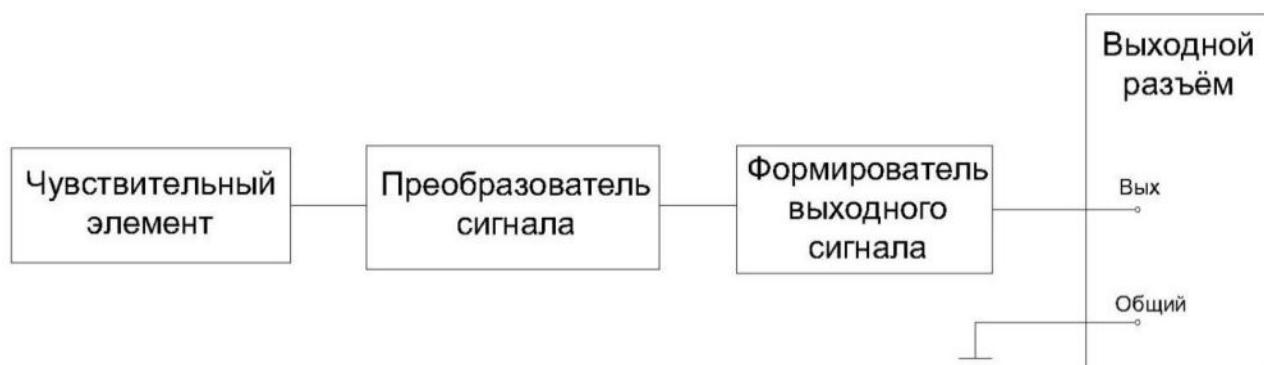 Чувствительный
элемент
Преобразователь
сигнала
Формирователь
выходного
сигнала
Выходной
разъём
Вых
Общий